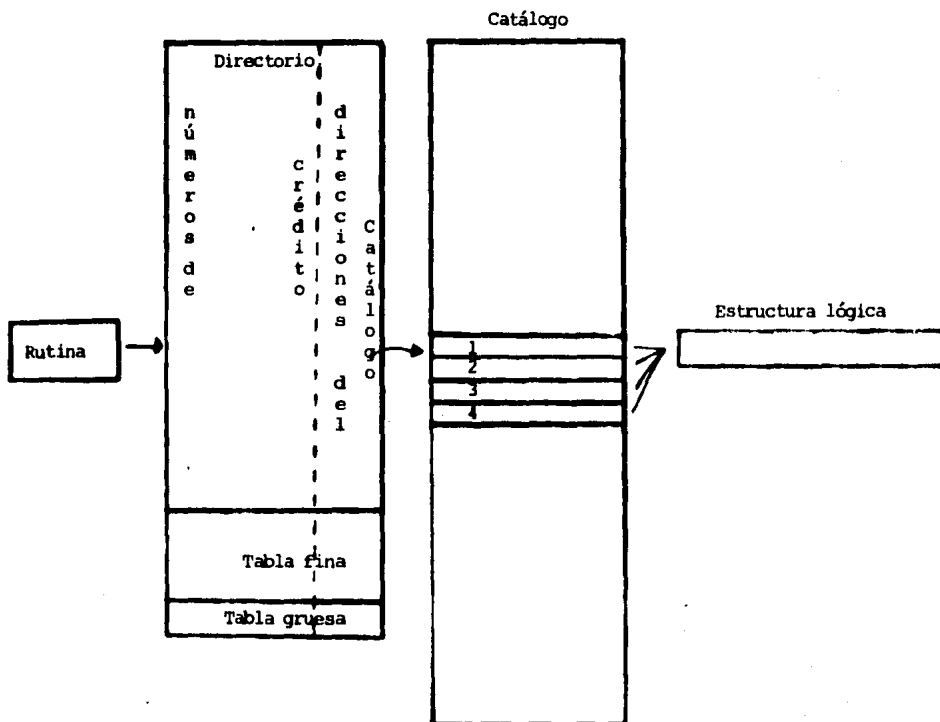 Catálogo
Directorio
números de
crédito
direcciones del
Catálogo
Rutina
1
2
3
4
Estructura lógica
Tabla fina
Tabla gruesa